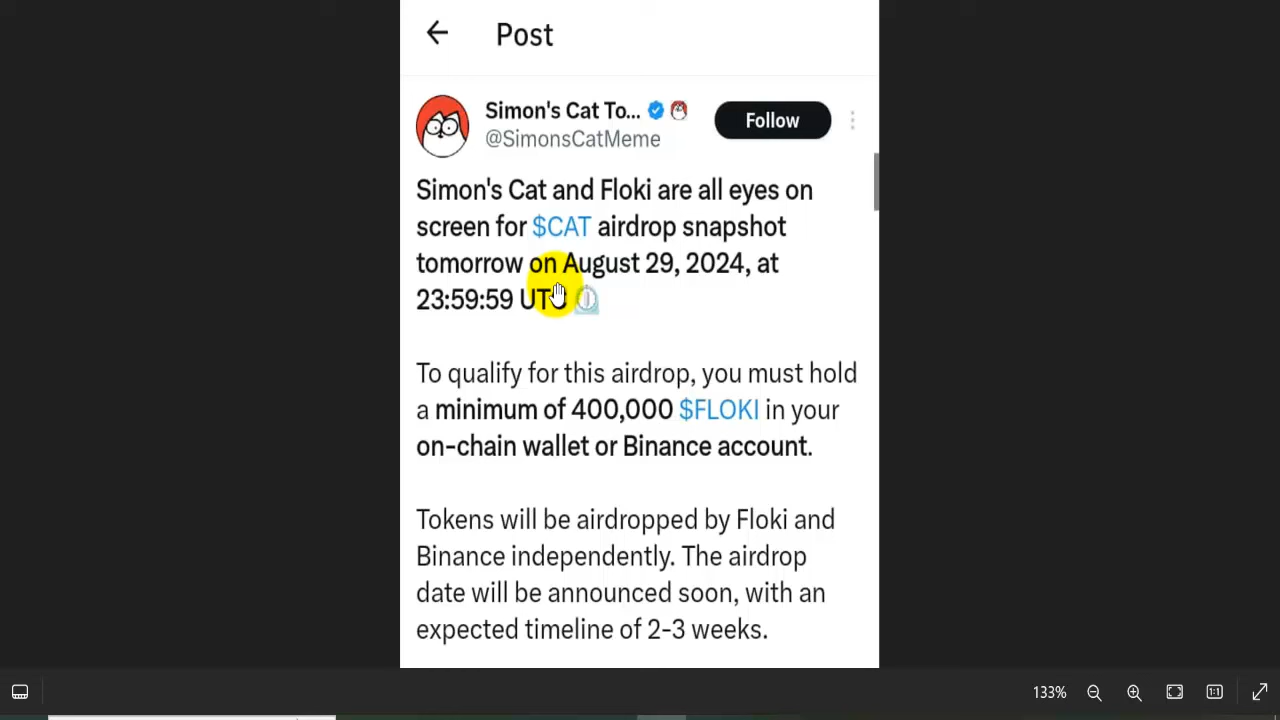 Post
Simon's Cat To...
Follow
@SimonsCatMeme
Simon's Cat and Floki are all eyes on
screen for $CAT airdrop snapshot
tomorrow on August 29, 2024, at
23:59:59 UTC
To qualify for this airdrop, you must hold
a minimum of 400,000 $FLOKI in your
on-chain wallet or Binance account.
Tokens will be airdropped by Floki and
Binance independently. The airdrop
date will be announced soon, with an
expected timeline of 2-3 weeks.
133%
1:1